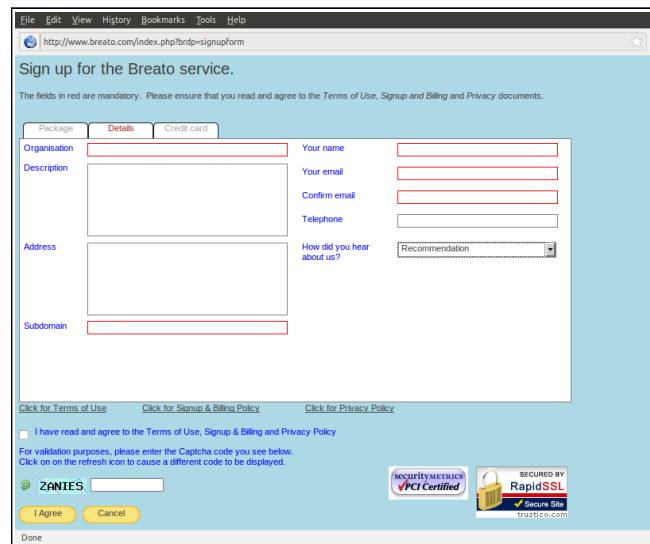 File Edit View History Bookmarks Tools Help
http://www.breato.com/index.php?brdp=signupform
Sign up for the Breato service.
The fields in red are mandatory. Please ensure that you read and agree to the Terms of Use, Signup and Billing and Privacy documents.
Package Details Credit card
Organisation
Your name
Description
Your email
Confirm email
Telephone
Address
How did you hear
about us?
Recommendation
Subdomain
Click for Terms of Use Click for Signup & Billing Policy Click for Privacy Policy
I have read and agree to the Terms of Use, Signup & Billing and Privacy Policy
For validation purposes, please enter the Captcha code you see below.
Click on on the refresh icon to cause a different code to be displayed.
ZANIES
securityMETRICS
PCI Certified
SECURED BY
RapidSSL
Secure Site
trustico.com
I Agree Cancel
Done